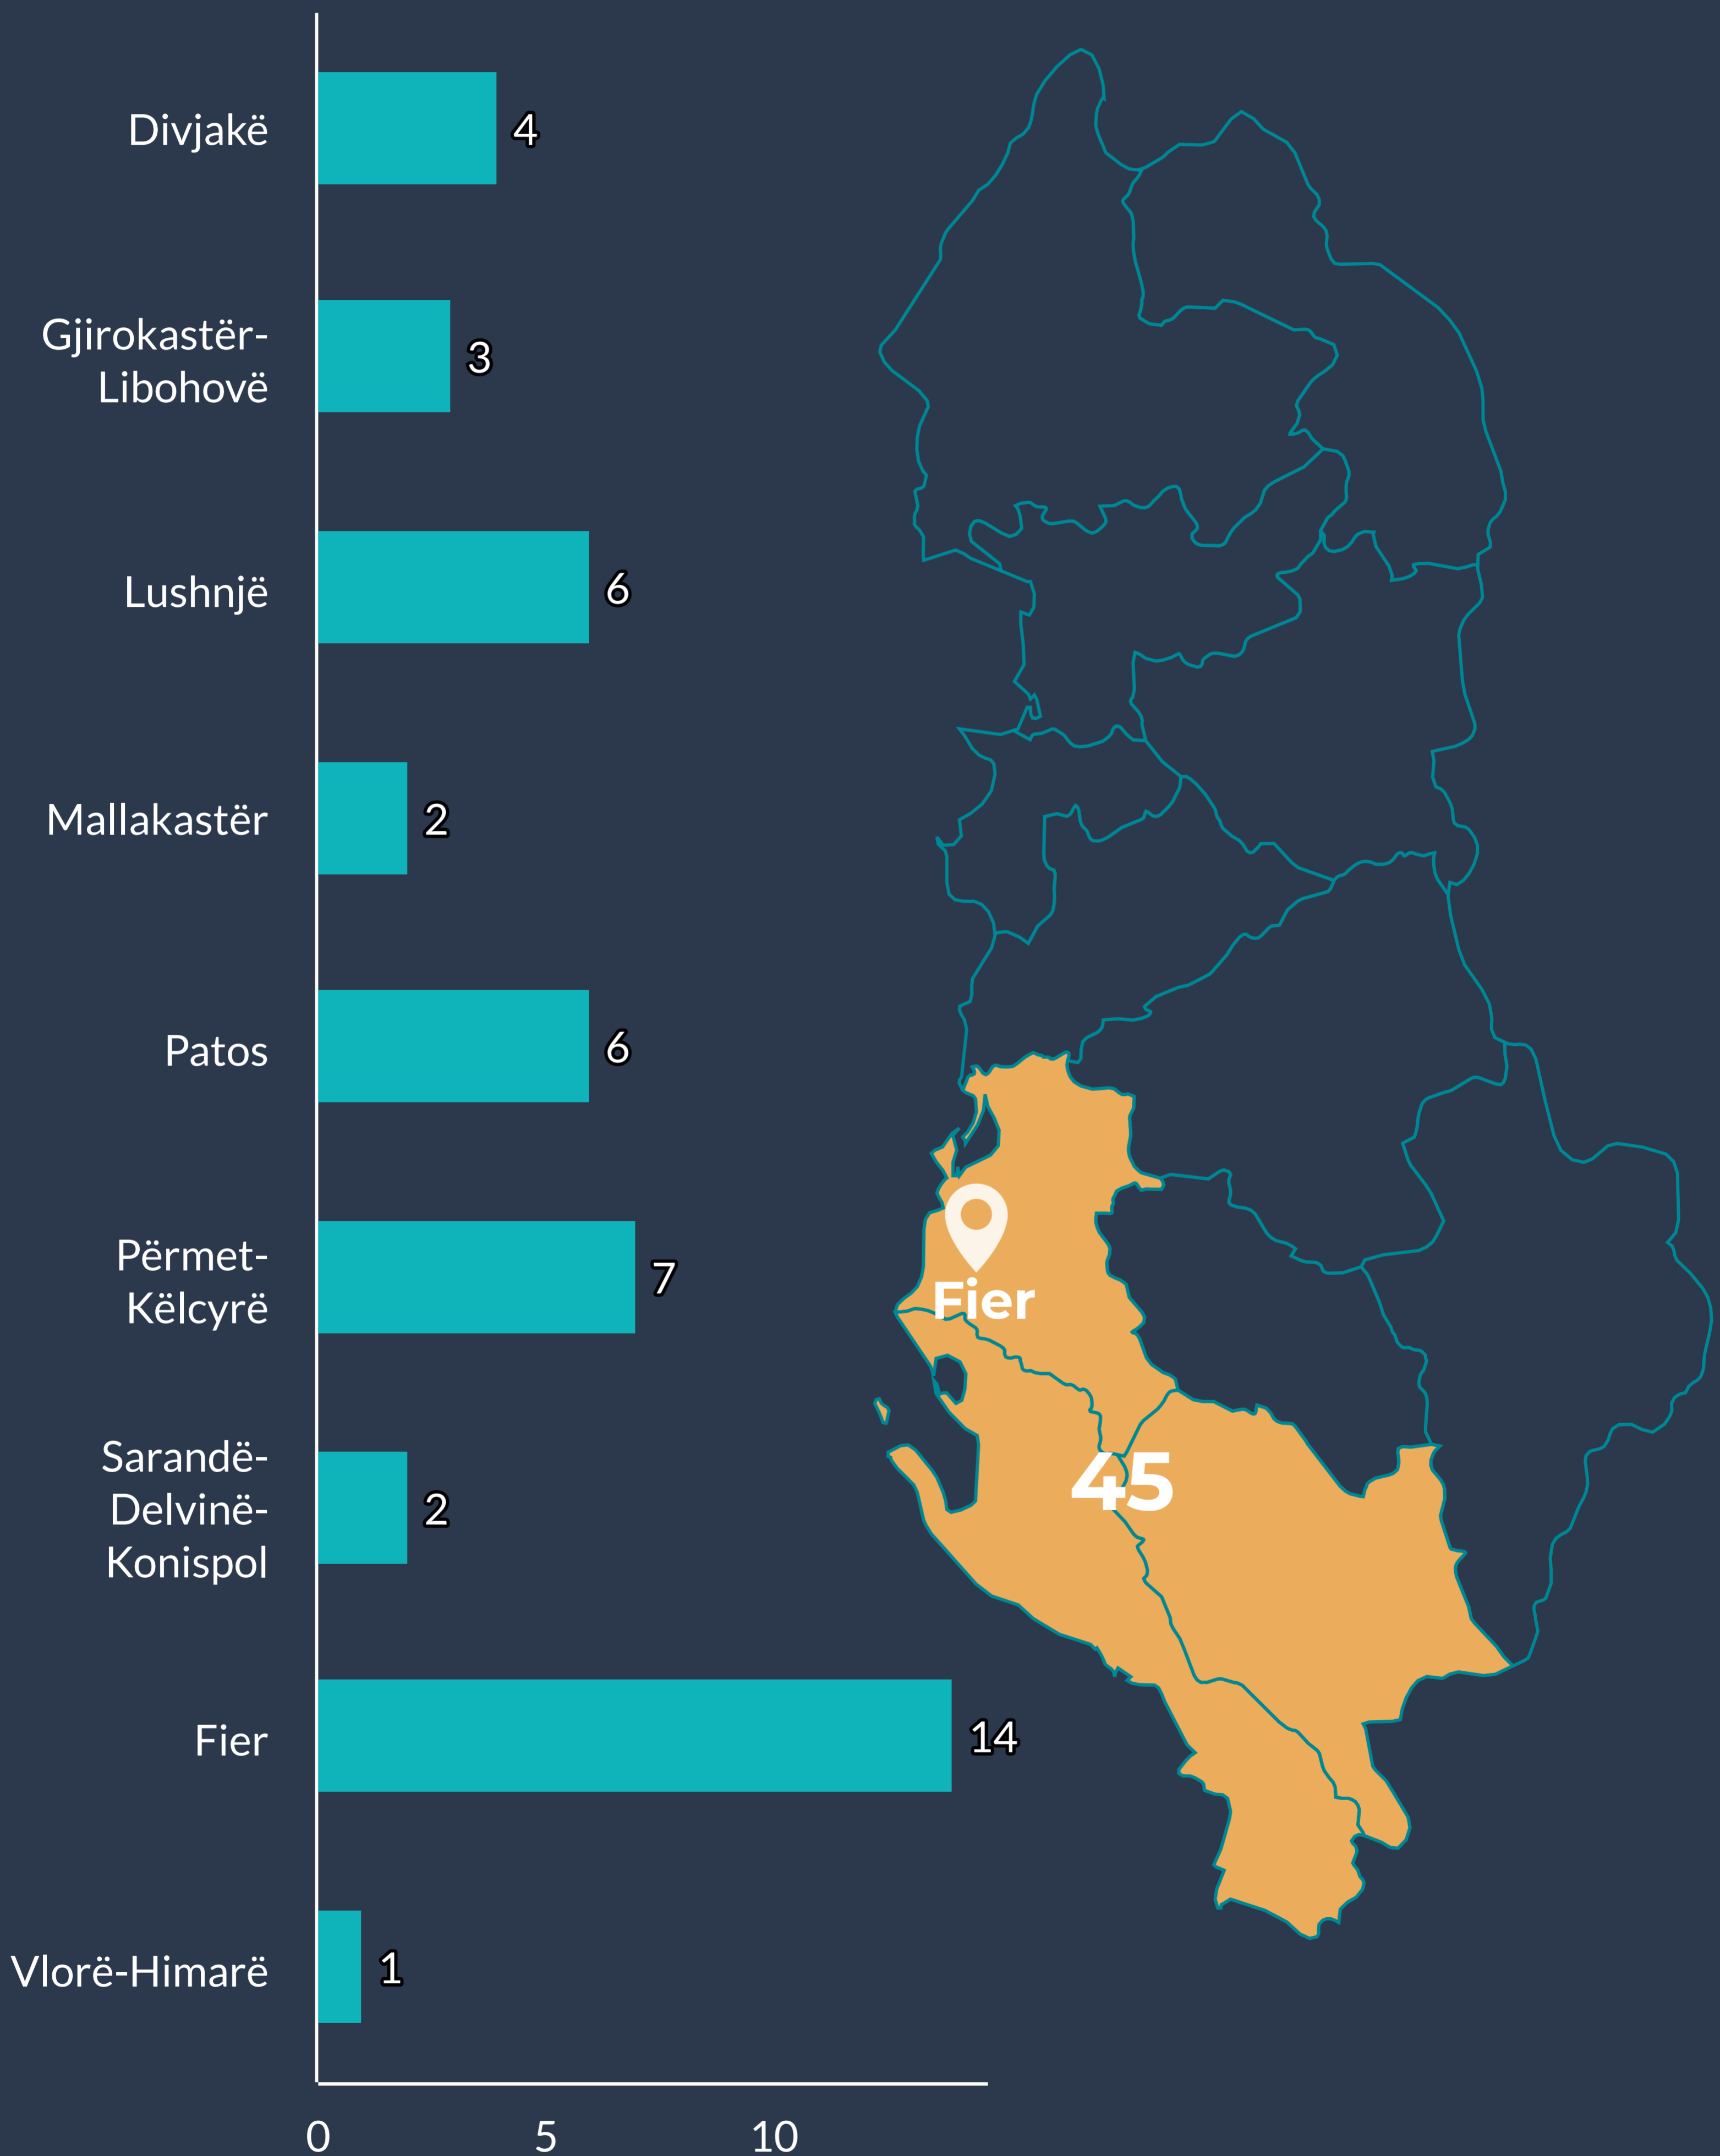 Divjakë
4
Gjirokastër-
Libohovë
3
Lushnjë
6
Mallakastër
2
Patos
6
Përmet-
Këlcyrë
7
Sarandë-
Delvinë-
Konispol
2
Fier
14
Vlorë-Himarë
1
0 5 10
Fier
45